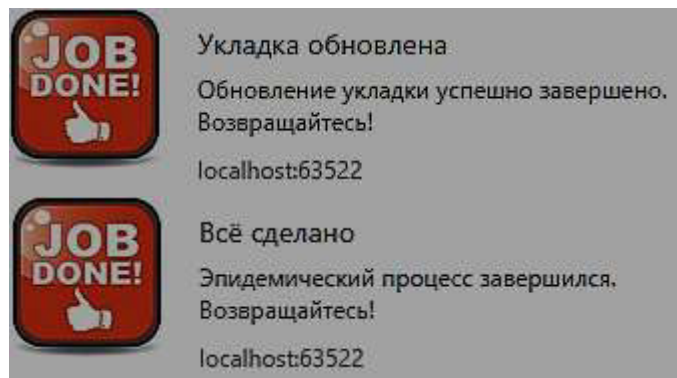 JOB
DONE!
Укладка обновлена
Обновление укладки успешно завершено.
Возвращайтесь!
localhost:63522
JOB
DONE!
Всё сделано
Эпидемический процесс завершился.
Возвращайтесь!
localhost:63522